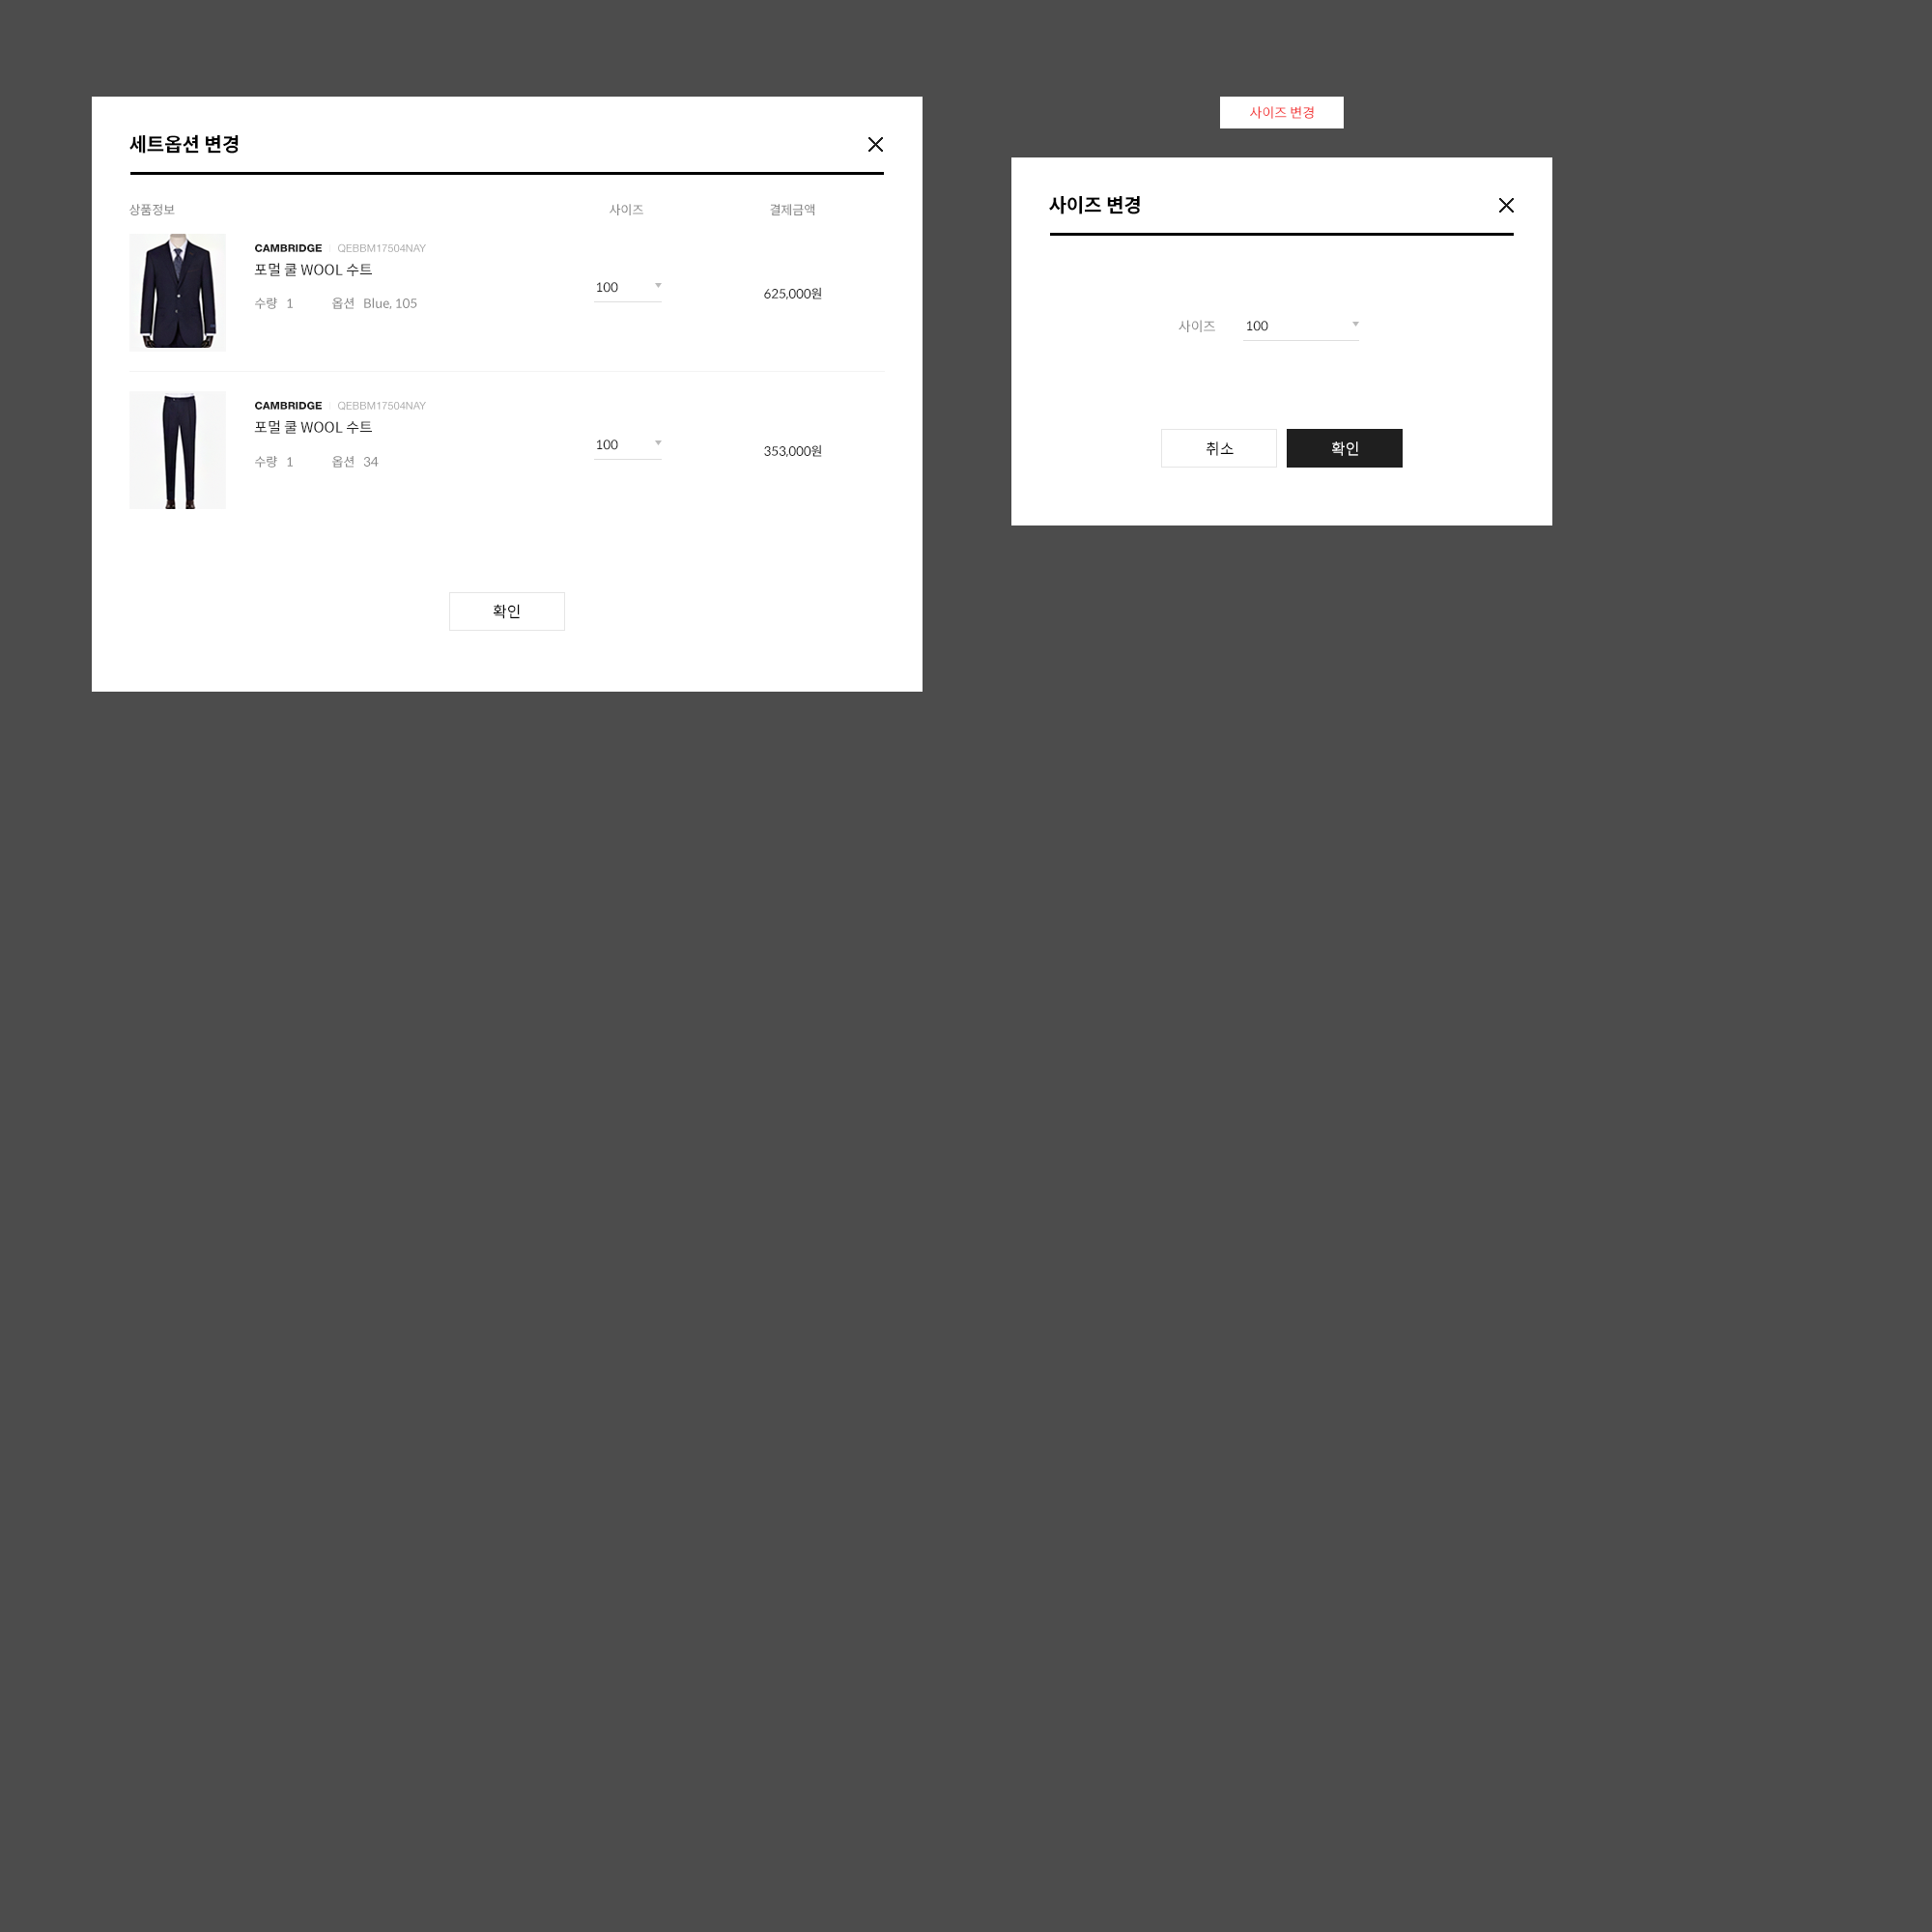 세트옵션 변경
상품정보 사이즈 결제금액
CAMBRIDGE QEBBM17504NAY
포멀 쿨 WOOL 수트
수량 1 옵션 Blue, 105
100
625,000원
CAMBRIDGE QEBBM17504NAY
포멀 쿨 WOOL 수트
수량 1 옵션 34
100
353,000원
확인
사이즈 변경
사이즈 변경
사이즈 100
취소 확인